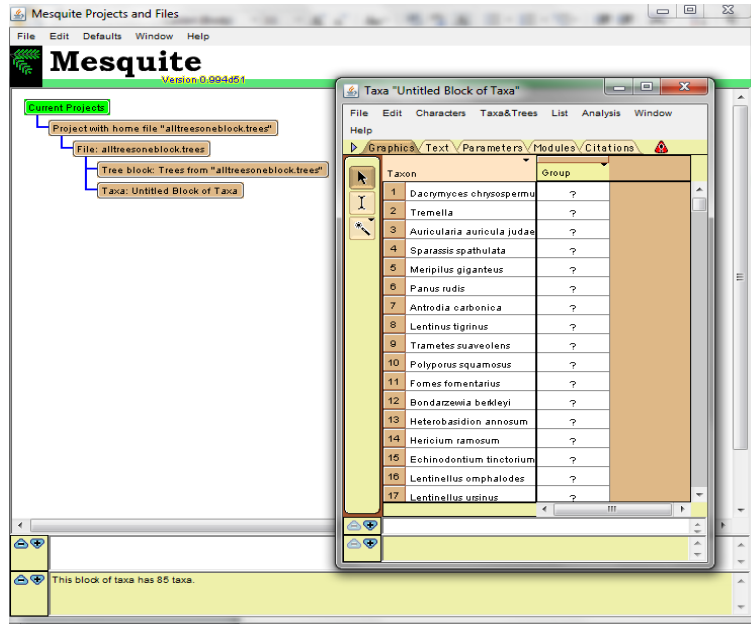 Mesquite Projects and Files
File Edit Defaults Window Help
Mesquite
Version 0.994d51
Current Projects
Project with home file "alltreesoneblock.trees"
File: alltreesoneblock.trees
Tree block: Trees from "alltreesoneblock.trees"
Taxa: Untitled Block of Taxa
Taxa "Untitled Block of Taxa"
File Edit Characters Taxa&Trees List Analysis Window
Help
Graphics Text Parameters Modules Citations
Taxon Group
1 Dacrymyces chrysospermu ?
2 Tremella ?
3 Auricularia auricula judae ?
4 Sparassis spathulata ?
5 Meripilus giganteus ?
6 Panus rudis ?
7 Antrodia carbonica ?
8 Lentinus tigrinus ?
9 Trametes suaveolens ?
10 Polyporus squamosus ?
11 Fomes fomentarius ?
12 Bondarzewia berkleyi ?
13 Heterobasidion annosum ?
14 Hericium ramosum ?
15 Echinodontium tinctorium ?
16 Lentinellus omphalodes ?
17 Lentinellus ursinus ?
This block of taxa has 85 taxa.